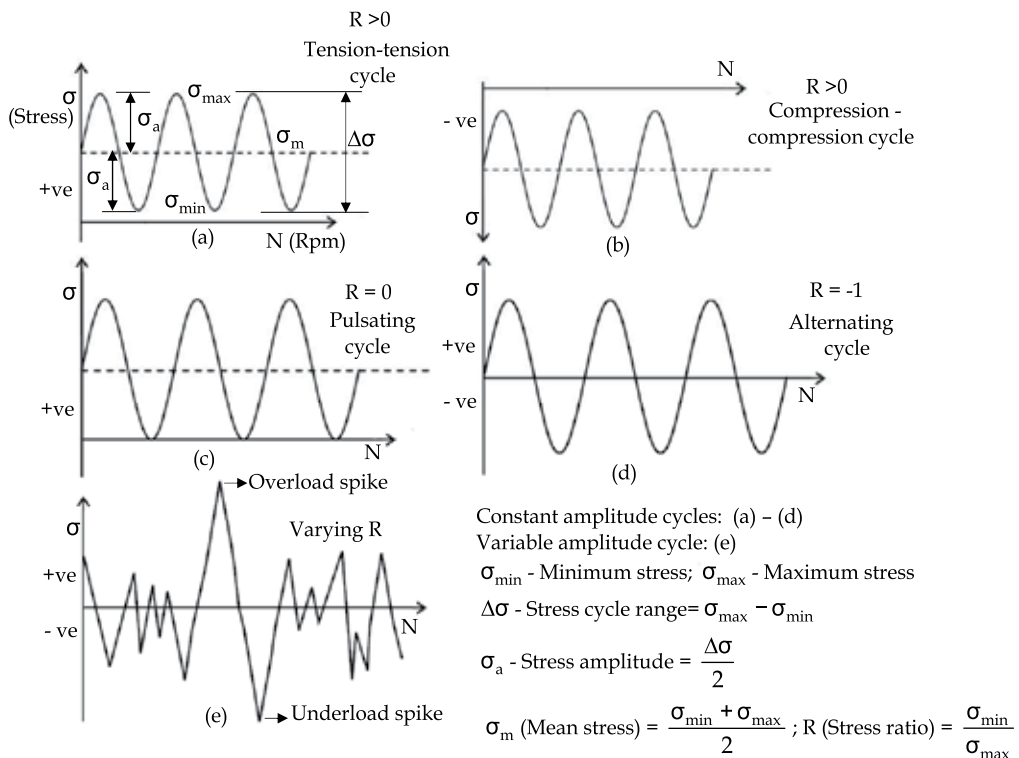 R >0
Tension-tension
cycle
σ
(Stress)
σmax
σa
σm
Δσ
σa
+ve
σmin
N (Rpm)
(a)
N
R >0
Compression -
compression cycle
- ve
σ
(b)
σ
R = 0
Pulsating
cycle
+ve
N
(c)
σ
R = -1
Alternating
cycle
+ve
- ve
N
(d)
Overload spike
σ
Varying R
+ve
- ve
N
(e)
Underload spike
Constant amplitude cycles: (a) – (d)
Variable amplitude cycle: (e)
σmin - Minimum stress; σmax - Maximum stress
Δσ - Stress cycle range= σmax − σmin
σa - Stress amplitude = Δσ / 2
σm (Mean stress) = (σmin + σmax) / 2 ; R (Stress ratio) = σmin / σmax